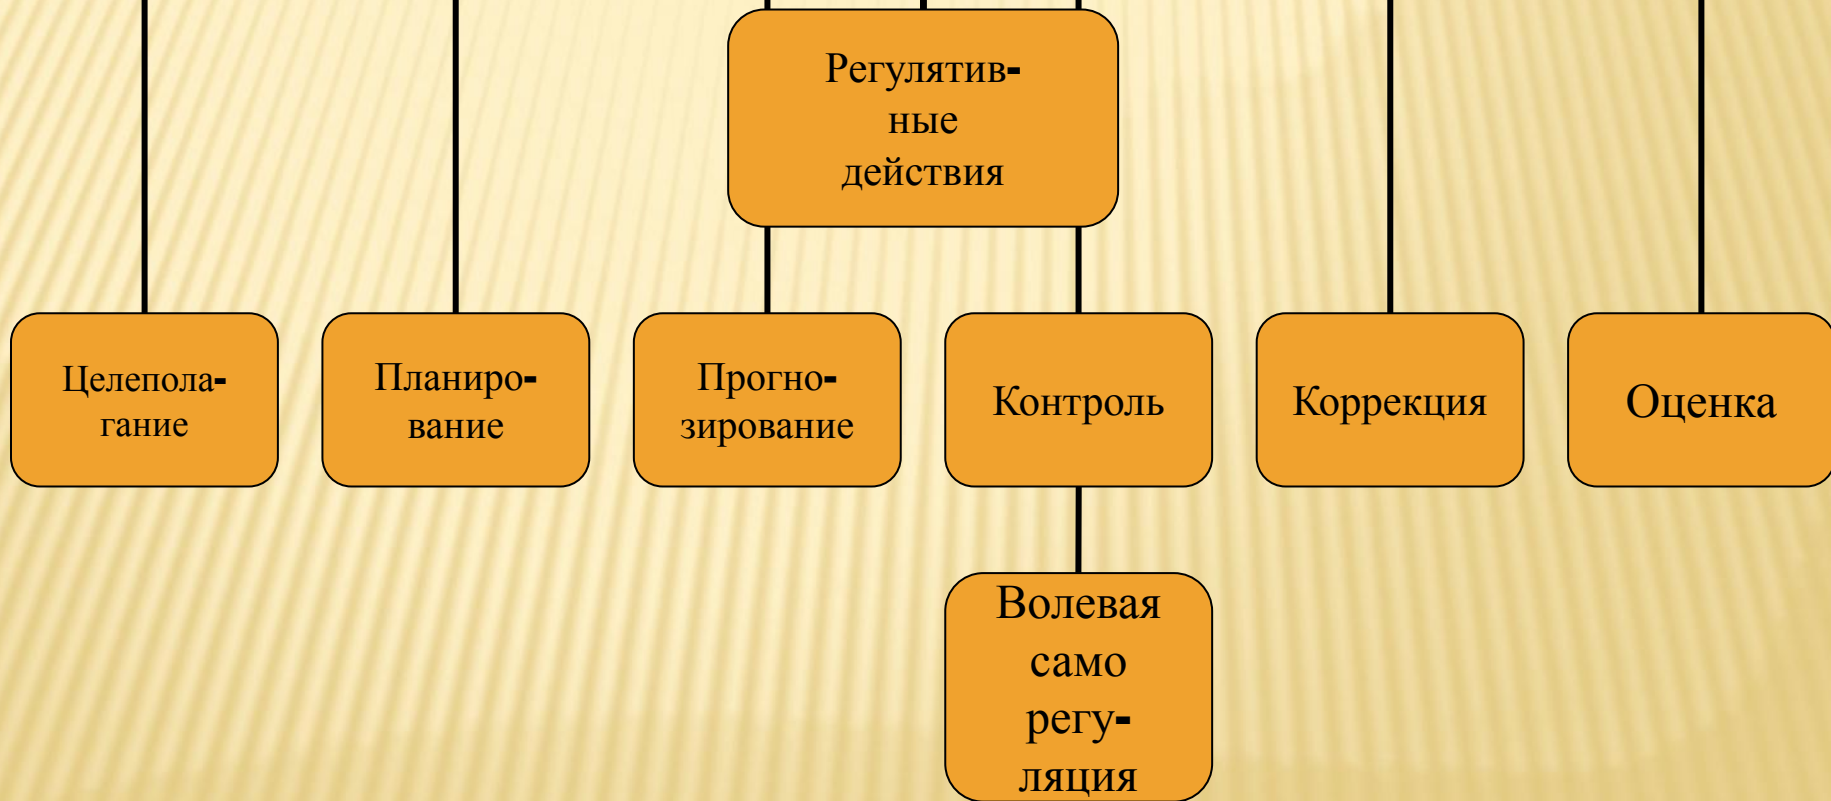 Регулятив-
ные
действия
Целепола-
гание
Планиро-
вание
Прогно-
зирование
Контроль
Коррекция
Оценка
Волевая
само
регу-
ляция